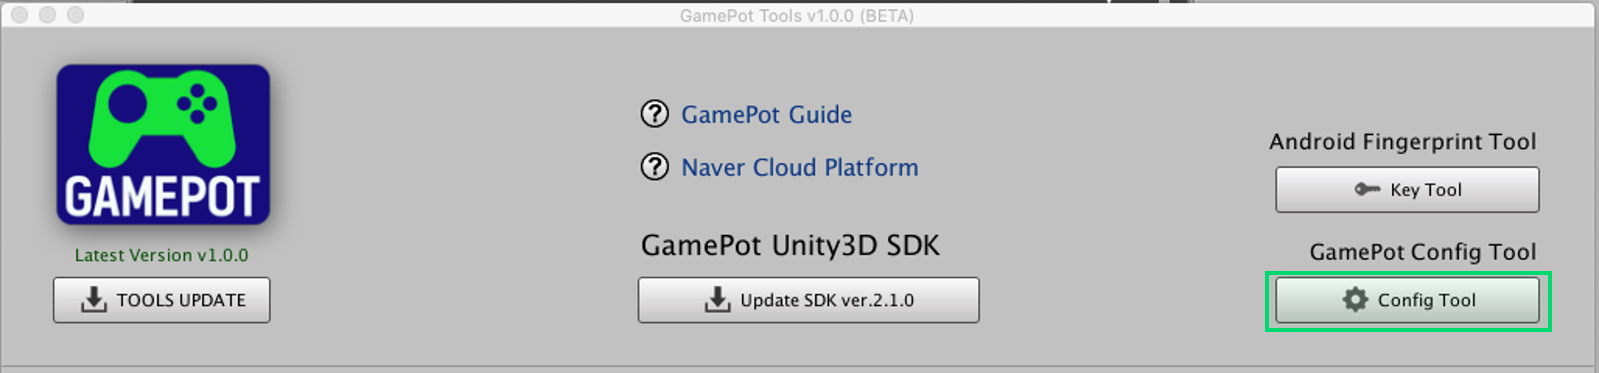 GamePot Tools v1.0.0 (BETA)
GAMEPOT
Latest Version v1.0.0
TOOLS UPDATE
GamePot Guide
Naver Cloud Platform
GamePot Unity3D SDK
Update SDK ver.2.1.0
Android Fingerprint Tool
Key Tool
GamePot Config Tool
Config Tool